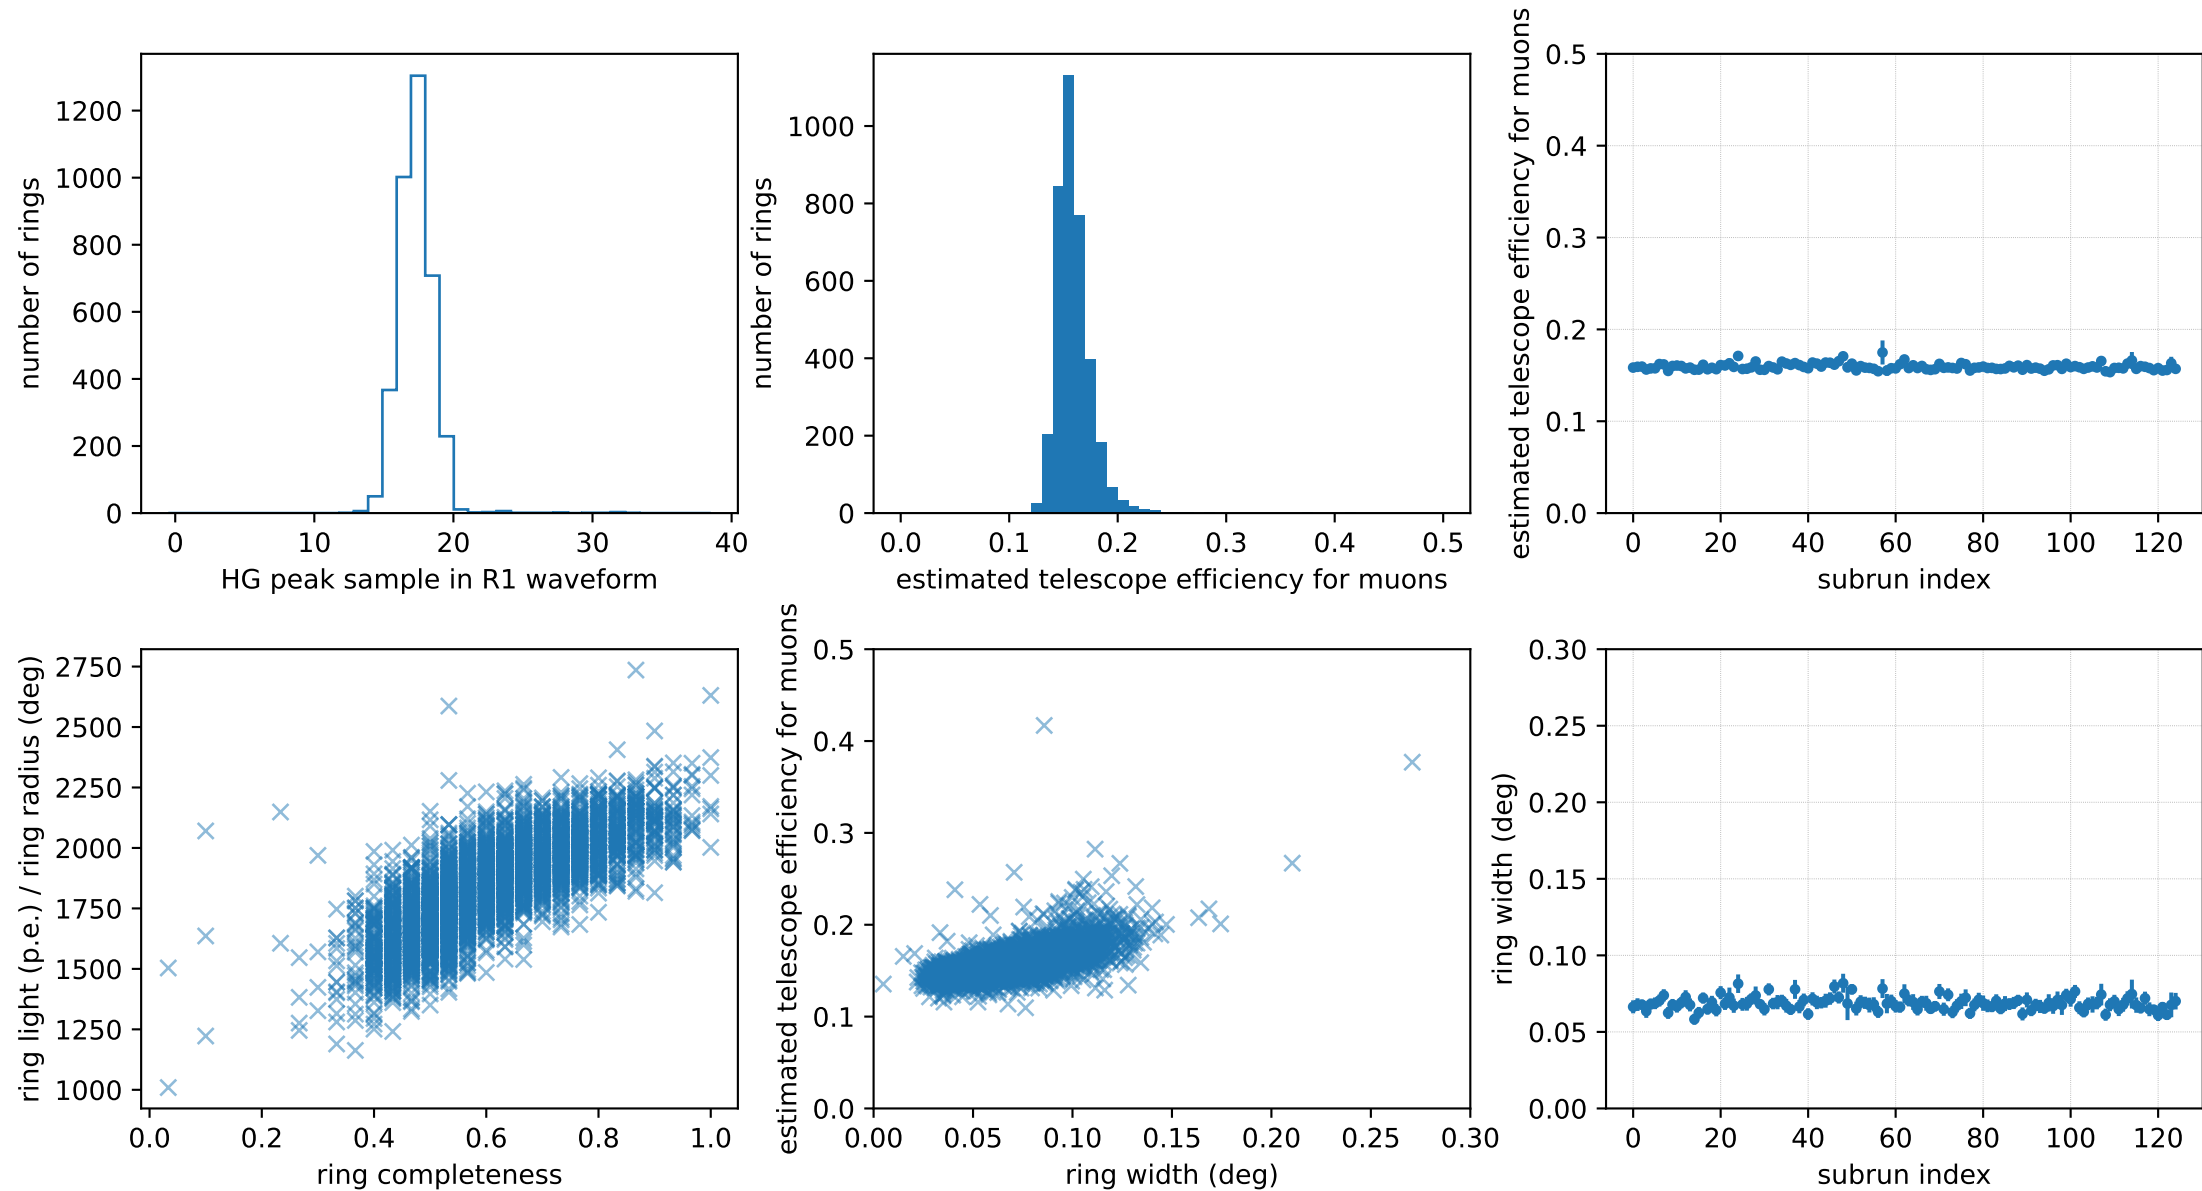 number of rings
1200
1000
800
600
400
200
0
0 10 20 30 40
HG peak sample in R1 waveform
number of rings
1000
800
600
400
200
0
0.0 0.1 0.2 0.3 0.4 0.5
estimated telescope efficiency for muons
estimated telescope efficiency for muons
0.5
0.4
0.3
0.2
0.1
0.0
0 20 40 60 80 100 120
subrun index
ring light (p.e.) / ring radius (deg)
2750
2500
2250
2000
1750
1500
1250
1000
0.0 0.2 0.4 0.6 0.8 1.0
ring completeness
estimated telescope efficiency for muons
0.5
0.4
0.3
0.2
0.1
0.0
0.00 0.05 0.10 0.15 0.20 0.25 0.30
ring width (deg)
ring width (deg)
0.30
0.25
0.20
0.15
0.10
0.05
0.00
0 20 40 60 80 100 120
subrun index